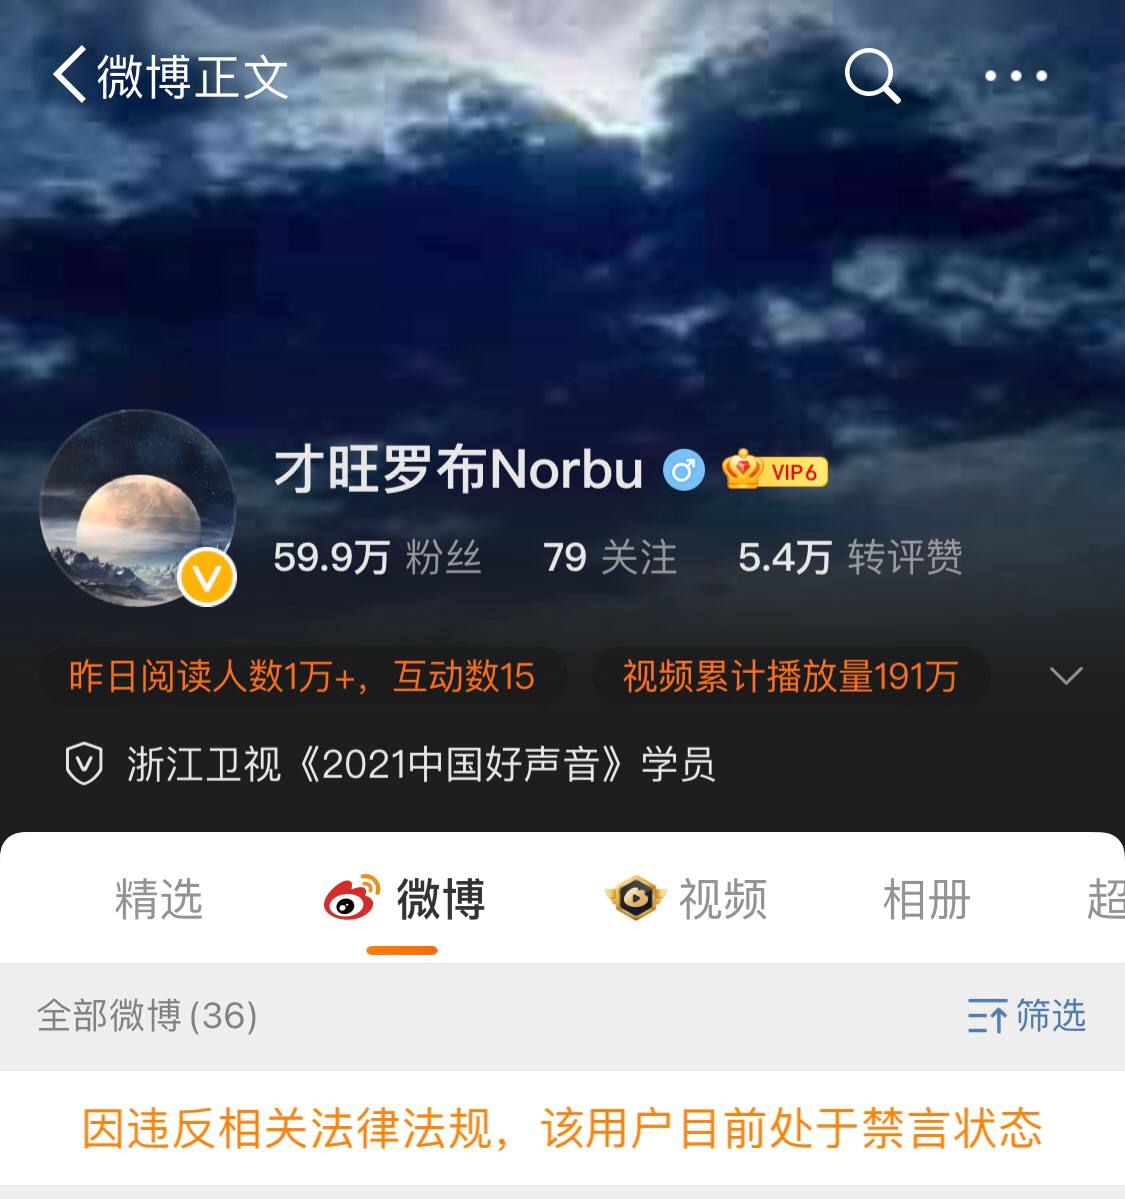 微博正文
才旺罗布Norbu VIP6
59.9万 粉丝 79 关注 5.4万 转评赞
昨日阅读人数1万+，互动数15 视频累计播放量191万
浙江卫视《2021中国好声音》学员
精选 微博 视频 相册 超
全部微博(36) 筛选
因违反相关法律法规，该用户目前处于禁言状态